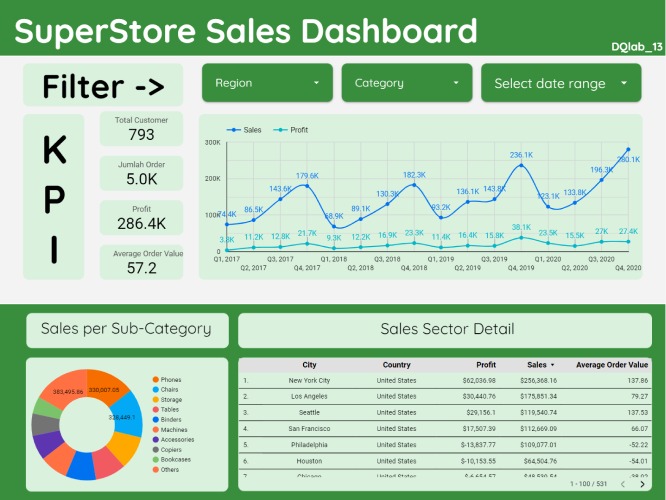 SuperStore Sales Dashboard
DQlab_13
Filter ->
Region
Category
Select date range
K
P
I
Total Customer
793
Jumlah Order
5.0K
Profit
286.4K
Average Order Value
57.2
Sales Profit
300K
200K
100K
0
74.4K 86.5K 143.6K 179.6K 68.9K 89.1K 130.3K 182.3K 93.2K 136.1K 143.8K 236.1K 123.1K 133.8K 196.3K 280.1K
3.8K 11.2K 12.8K 21.7K 9.3K 12.2K 16.9K 23.3K 11.4K 16.4K 15.8K 38.1K 23.5K 15.5K 27K 27.4K
Q1, 2017 Q3, 2017 Q1, 2018 Q3, 2018 Q1, 2019 Q3, 2019 Q1, 2020 Q3, 2020
Q2, 2017 Q4, 2017 Q2, 2018 Q4, 2018 Q2, 2019 Q4, 2019 Q2, 2020 Q4, 2020
Sales per Sub-Category
383,495.86
330,007.05
328,449.1
Phones
Chairs
Storage
Tables
Binders
Machines
Accessories
Copiers
Bookcases
Others
Sales Sector Detail
City Country Profit Sales Average Order Value
1. New York City United States $62,036.98 $256,368.16 137.86
2. Los Angeles United States $30,440.76 $175,851.34 79.27
3. Seattle United States $29,156.1 $119,540.74 137.53
4. San Francisco United States $17,507.39 $112,669.09 66.07
5. Philadelphia United States $-13,837.77 $109,077.01 -52.22
6. Houston United States $-10,153.55 $64,504.76 -54.01
7. Chicago United States
1 - 100 / 531